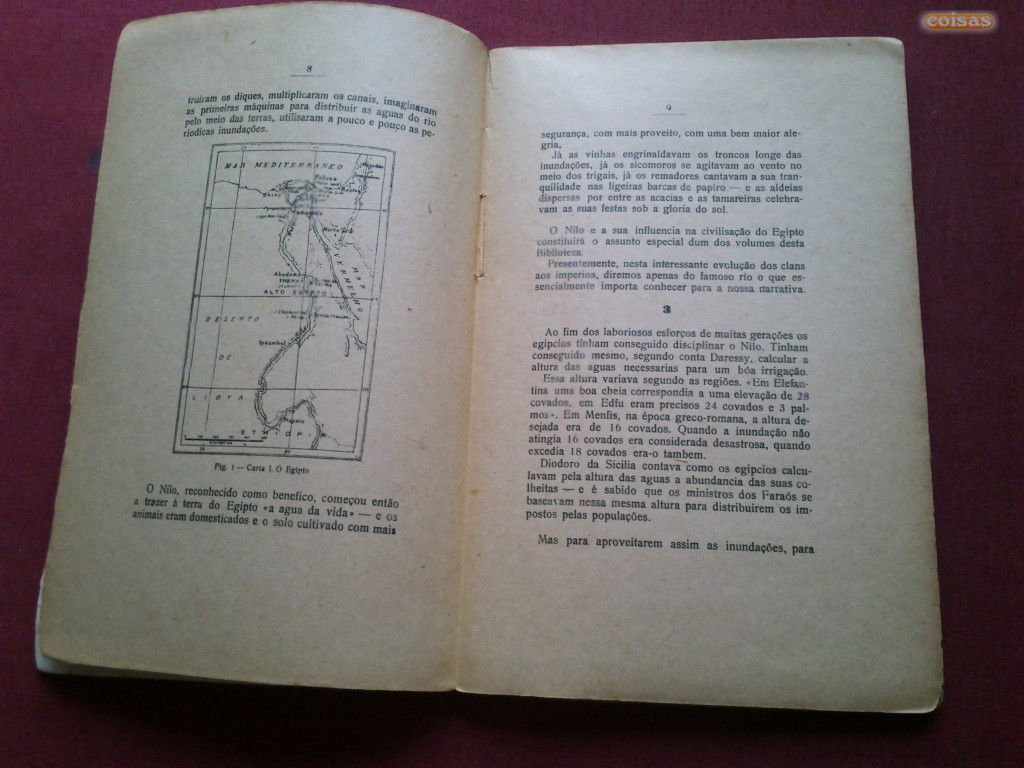 coisas
8
truiram os diques, multiplicaram os canais, imaginaram
as primeiras máquinas para distribuir as aguas do rio
pelo meio das terras, utilisaram a pouco e pouço as pe-
riodicas inundações.
MAR MEDITERRANEO
Pelusa
MAR
VERMELHO
Abydos
ALTO EGIPTO
DESERTO
Ipsambul
DE
LIBYA
ETHIOPI
Fig. 1 — Carta I. O Egipto
O Nilo, reconhecido como benefico, começou então
a trazer à terra do Egipto «a agua da vida» — e os
animais eram domesticados e o solo cultivado com mais
9
segurança, com mais proveito, com uma bem maior ale-
gria,
Já as vinhas engrinaldavam os troncos longe das
inundações, já os sicomoros se agitavam ao vento no
meio dos trigais, já os remadores cantavam a sua tran-
quilidade nas ligeiras barcas de papiro — e as aldeias
dispersas por entre as acacias e as tamareiras celebra-
vam as suas festas sob a gloria do sol.
O Nilo e a sua influencia na civilisação do Egipto
constituirá o assunto especial dum dos volumes desta
Biblioteca.
Presentemente, nesta interessante evolução dos clans
aos imperios, diremos apenas do famoso rio o que es-
sencialmente importa conhecer para a nossa narrativa.
3
Ao fim dos laboriosos esforços de muitas gerações os
egipcios tinham conseguido disciplinar o Nilo. Tinham
conseguido mesmo, segundo conta Daressy, calcular a
altura das aguas necessarias para um bôa irrigação.
Essa altura variava segundo as regiões. «Em Elefan-
tina uma boa cheia correspondia a uma elevação de 28
covados, em Edfu eram precisos 24 covados e 3 pal-
mos». Em Menfis, na época greco-romana, a altura de-
sejada era de 16 covados. Quando a inundação não
atingia 16 covados era considerada desastrosa, quando
excedia 18 covados era-o tambem.
Diodoro da Sicilia contava como os egipcios calcu-
lavam pela altura das aguas a abundancia das suas co-
lheitas — e é sabido que os ministros dos Faraós se
baseavam nessa mesma altura para distribuirem os im-
postos pelas populações.
Mas para aproveitarem assim as inundações, para